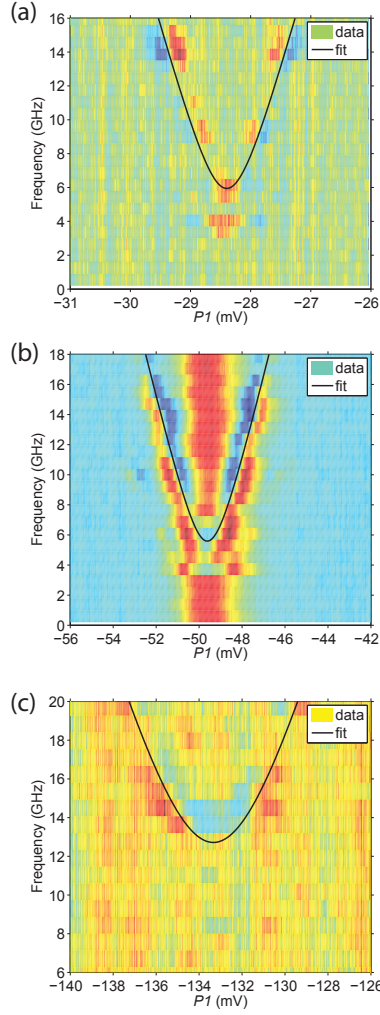 (a)
16
14
12
10
8
6
4
2
0
Frequency (GHz)
data
fit
−31 −30 −29 −28 −27 −26
P1 (mV)
(b)
18
16
14
12
10
8
6
4
2
0
Frequency (GHz)
data
fit
−56 −54 −52 −50 −48 −46 −44 −42
P1 (mV)
(c)
20
18
16
14
12
10
8
6
Frequency (GHz)
data
fit
−140 −138 −136 −134 −132 −130 −128 −126
P1 (mV)